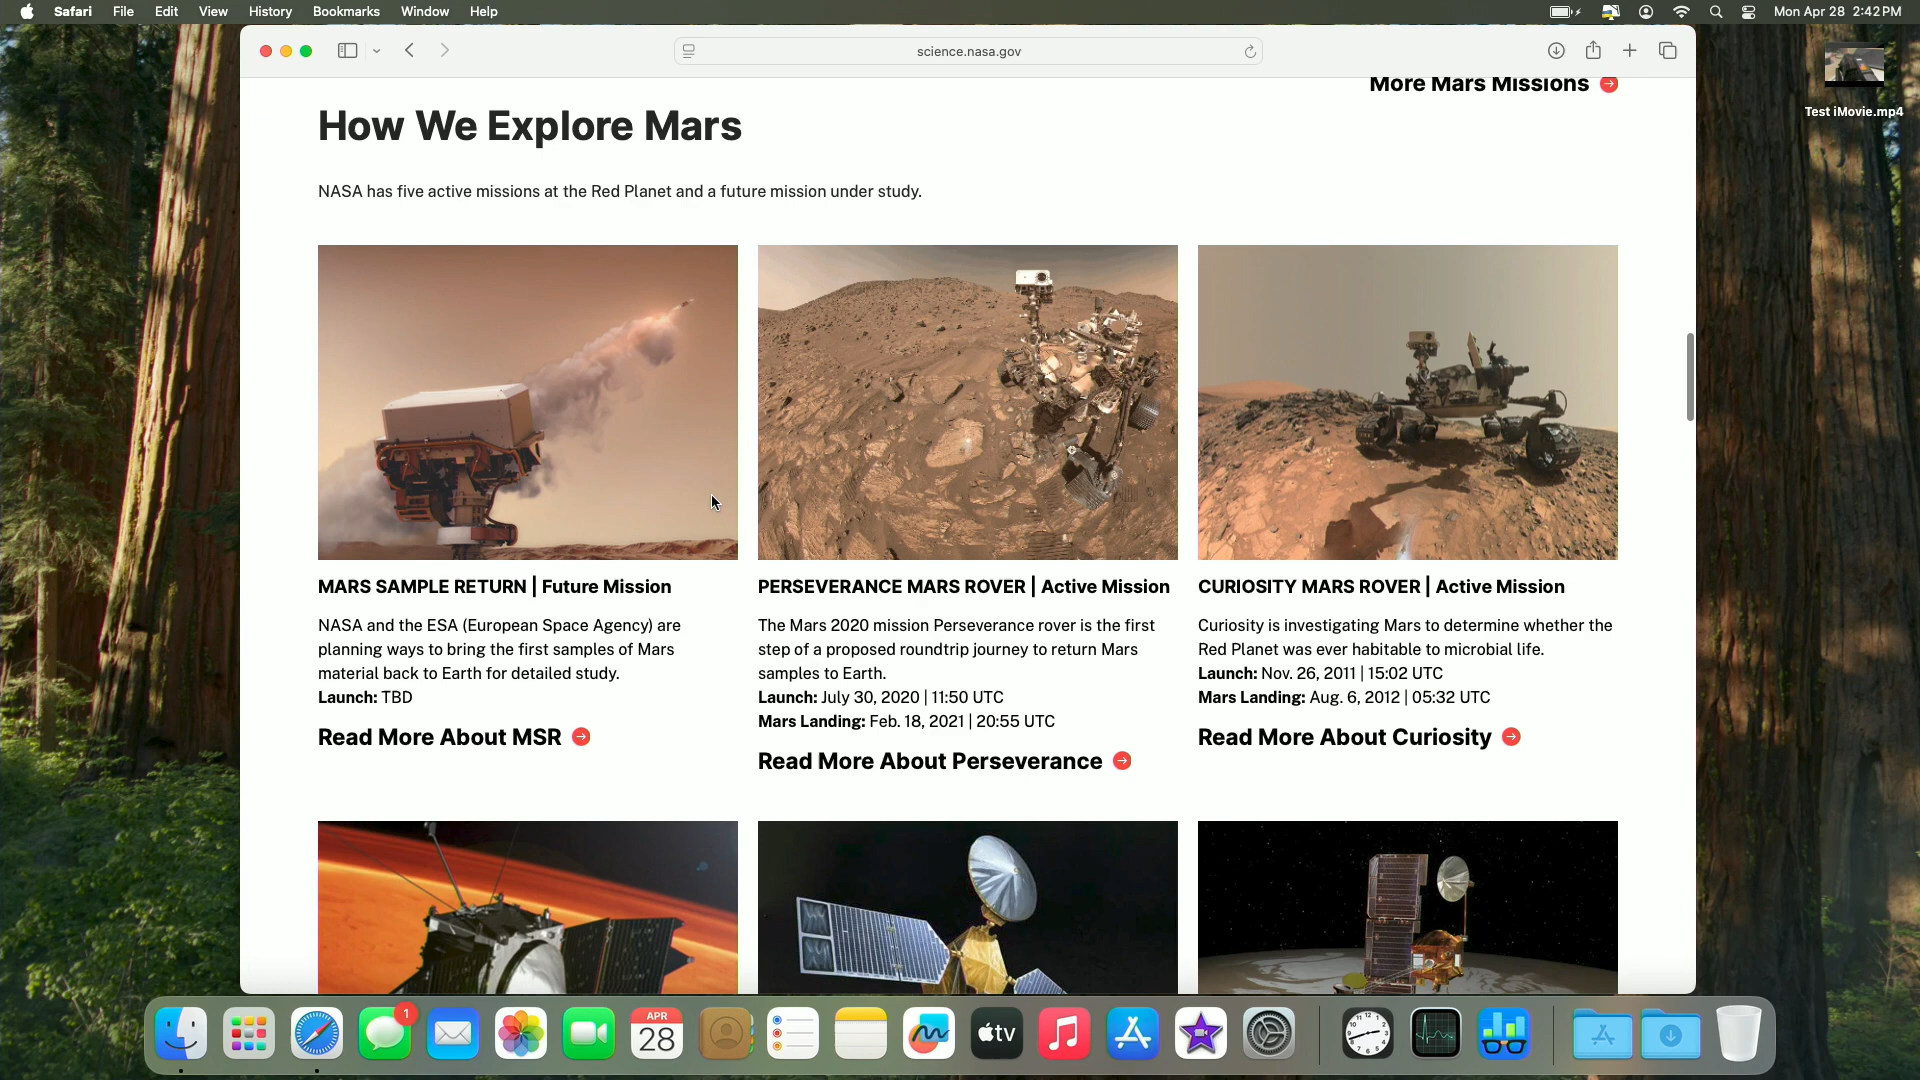 Safari File Edit View History Bookmarks Window Help Mon Apr 28 2:42 PM
science.nasa.gov
Test iMovie.mp4
More Mars Missions
How We Explore Mars
NASA has five active missions at the Red Planet and a future mission under study.
MARS SAMPLE RETURN | Future Mission
NASA and the ESA (European Space Agency) are
planning ways to bring the first samples of Mars
material back to Earth for detailed study.
Launch: TBD
Read More About MSR
PERSEVERANCE MARS ROVER | Active Mission
The Mars 2020 mission Perseverance rover is the first
step of a proposed roundtrip journey to return Mars
samples to Earth.
Launch: July 30, 2020 | 11:50 UTC
Mars Landing: Feb. 18, 2021 | 20:55 UTC
Read More About Perseverance
CURIOSITY MARS ROVER | Active Mission
Curiosity is investigating Mars to determine whether the
Red Planet was ever habitable to microbial life.
Launch: Nov. 26, 2011 | 15:02 UTC
Mars Landing: Aug. 6, 2012 | 05:32 UTC
Read More About Curiosity
1
APR
28
tv